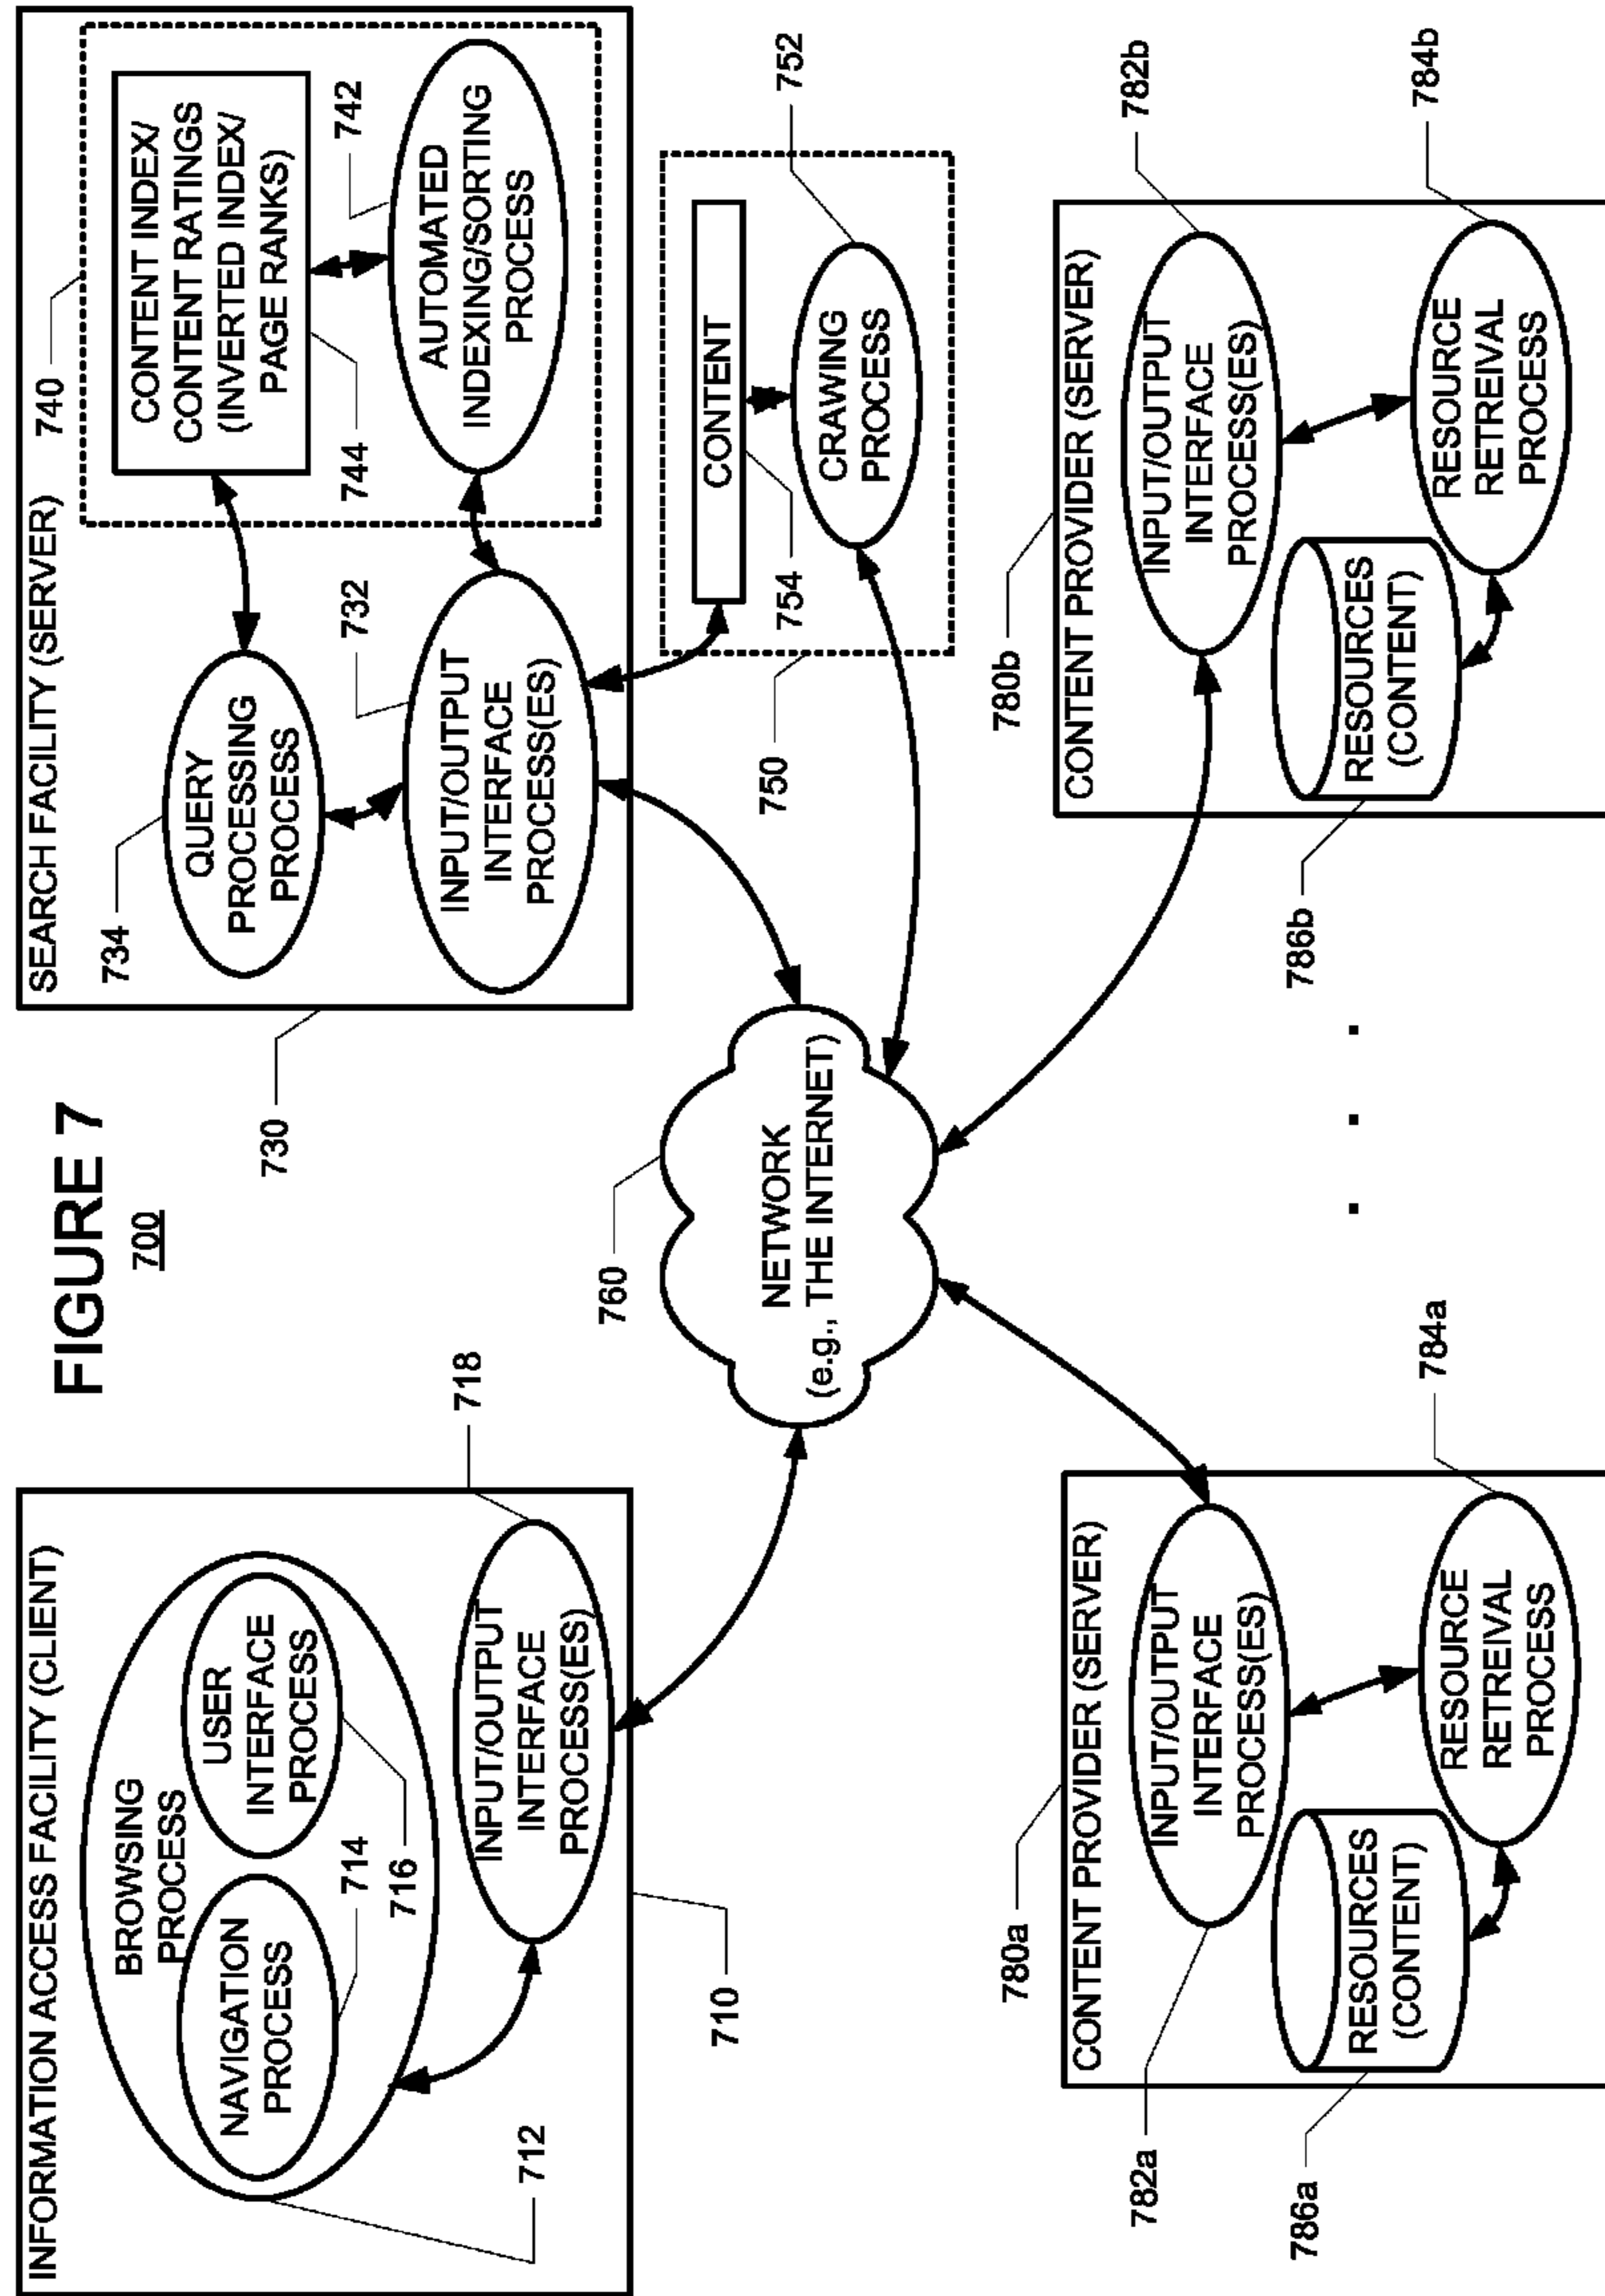 FIGURE 7
700
INFORMATION ACCESS FACILITY (CLIENT)
BROWSING
PROCESS
NAVIGATION
PROCESS
USER
INTERFACE
PROCESS
714
716
712
INPUT/OUTPUT
INTERFACE
PROCESS(ES)
718
710
SEARCH FACILITY (SERVER)
730
734
QUERY
PROCESSING
PROCESS
732
INPUT/OUTPUT
INTERFACE
PROCESS(ES)
740
CONTENT INDEX/
CONTENT RATINGS
(INVERTED INDEX/
PAGE RANKS)
744
742
AUTOMATED
INDEXING/SORTING
PROCESS
750
CONTENT
754
752
CRAWING
PROCESS
760
NETWORK
(e.g., THE INTERNET)
780a
CONTENT PROVIDER (SERVER)
782a
INPUT/OUTPUT
INTERFACE
PROCESS(ES)
786a
RESOURCES
(CONTENT)
784a
RESOURCE
RETREIVAL
PROCESS
. . .
780b
CONTENT PROVIDER (SERVER)
782b
INPUT/OUTPUT
INTERFACE
PROCESS(ES)
786b
RESOURCES
(CONTENT)
784b
RESOURCE
RETREIVAL
PROCESS